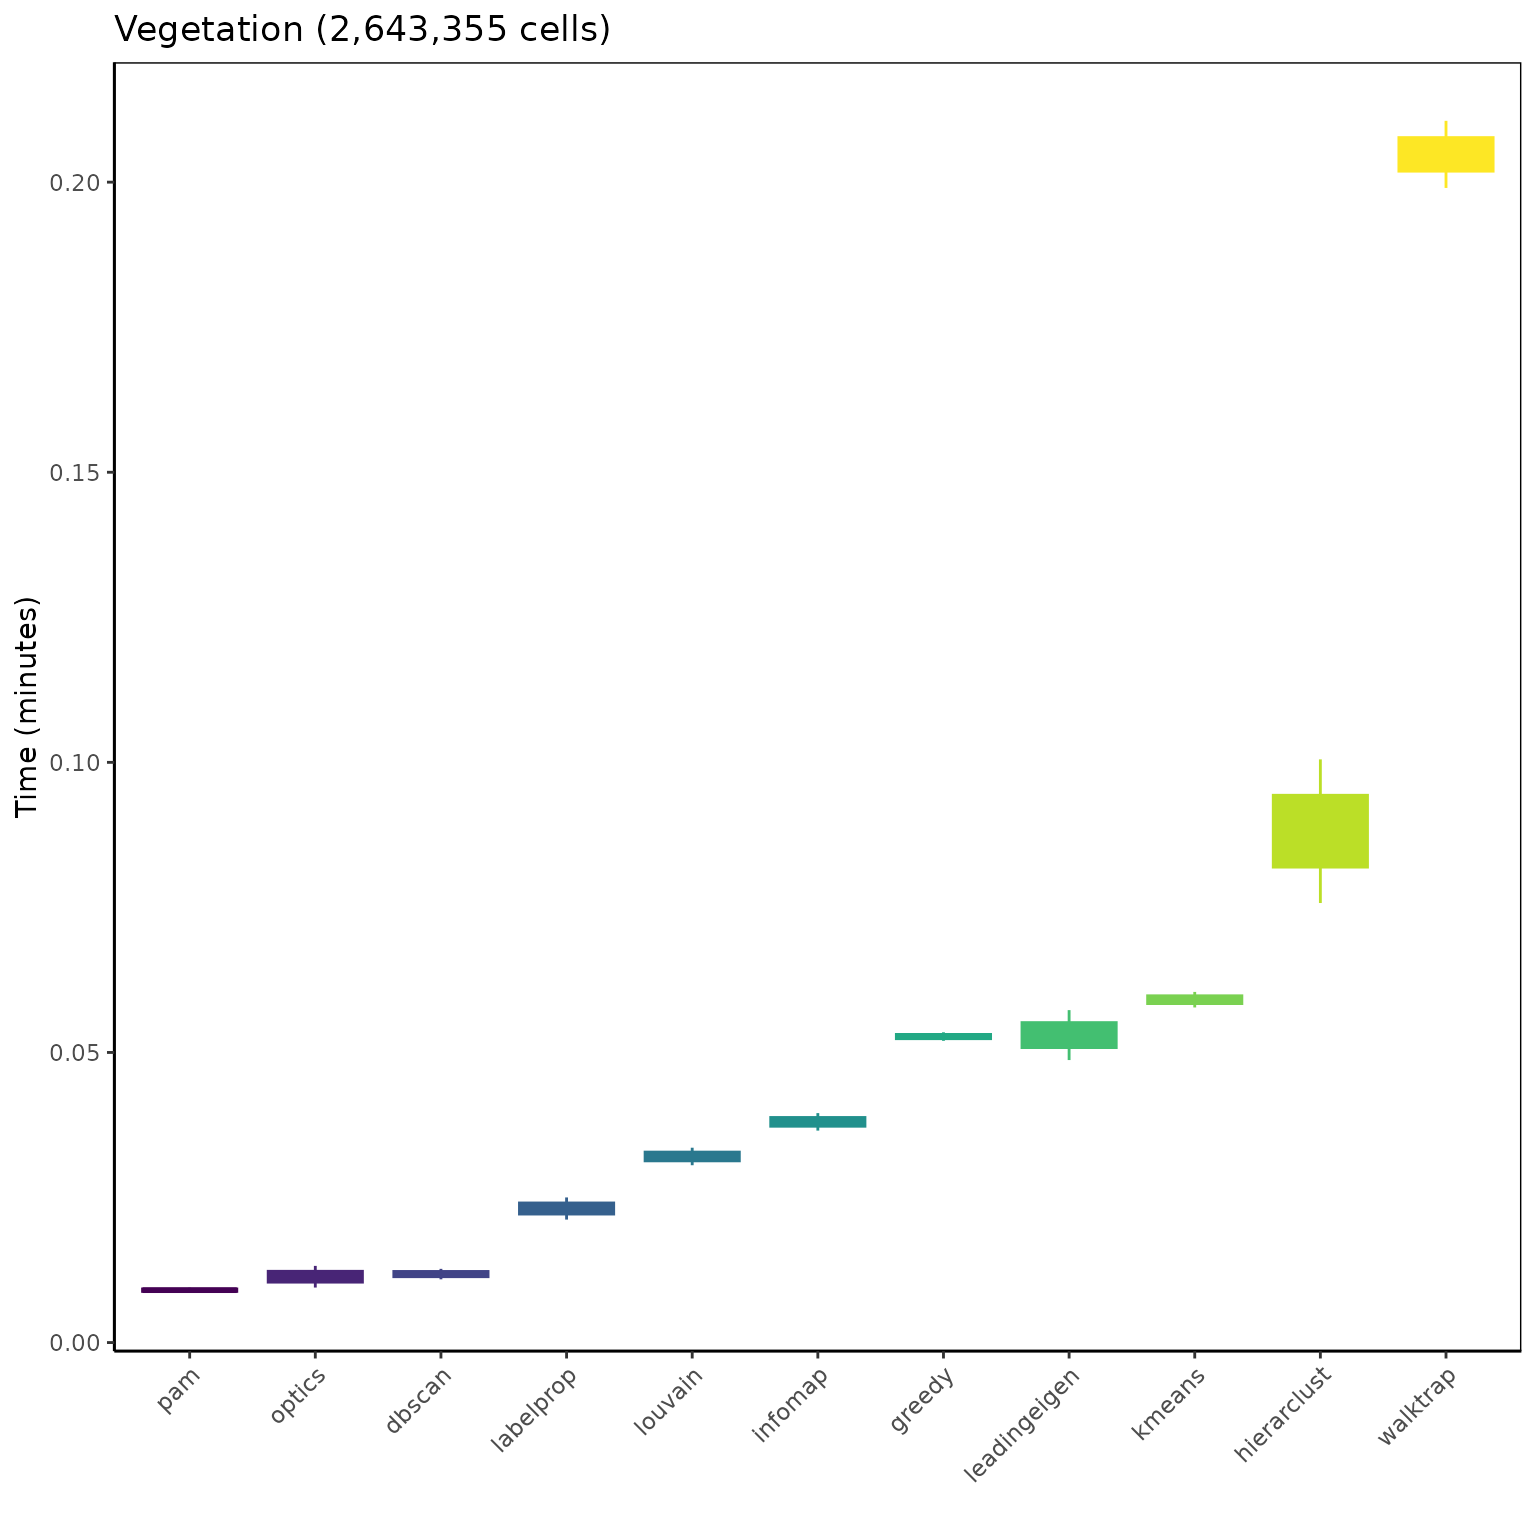 Vegetation (2,643,355 cells)
Time (minutes)
0.20
0.15
0.10
0.05
0.00
pam
optics
dbscan
labelprop
louvain
infomap
greedy
leadingeigen
kmeans
hierarclust
walktrap